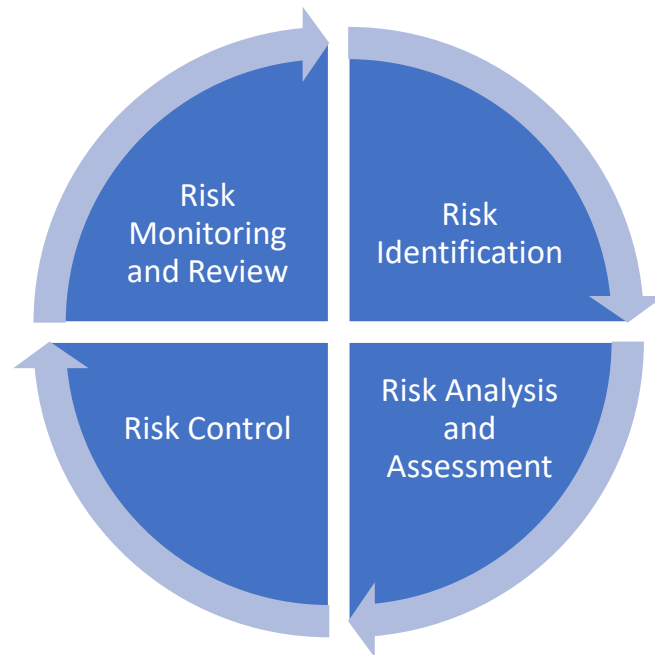 Risk
Monitoring
and Review
Risk
Identification
Risk Control
Risk Analysis
and
Assessment